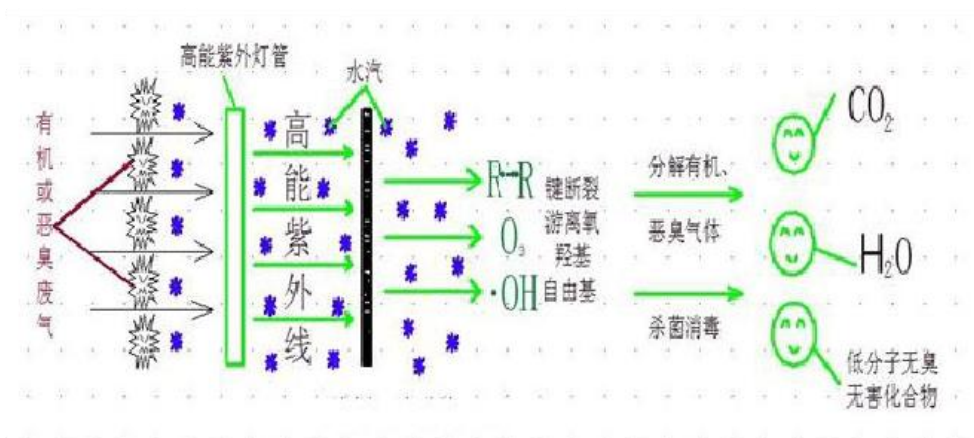 高能紫外灯管
水汽
有机或恶臭废气
高能紫外线
R-R 键断裂
O₃ 游离氧
羟基
·OH 自由基
分解有机、
恶臭气体
杀菌消毒
CO₂
H₂O
低分子无臭
无害化合物